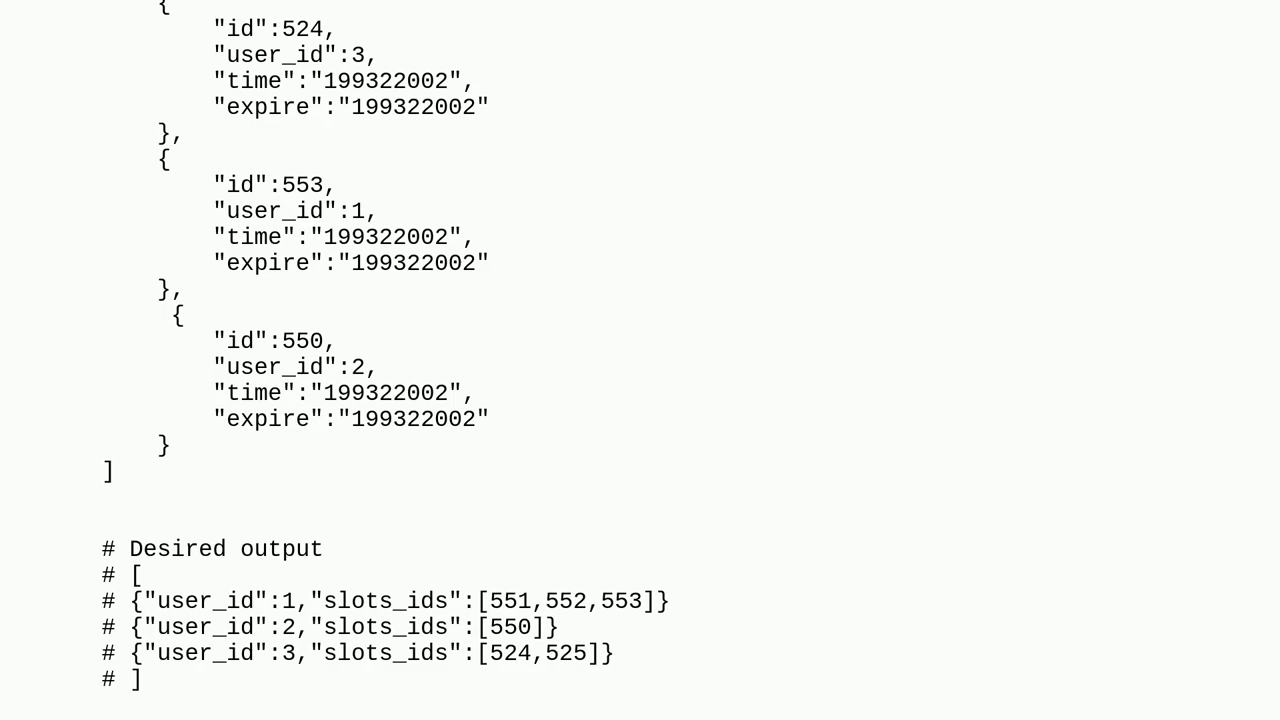 {
"id":524,
"user_id":3,
"time":"199322002",
"expire":"199322002"
},
{
"id":553,
"user_id":1,
"time":"199322002",
"expire":"199322002"
},
{
"id":550,
"user_id":2,
"time":"199322002",
"expire":"199322002"
}
]
# Desired output
# [
# {"user_id":1,"slots_ids":[551,552,553]}
# {"user_id":2,"slots_ids":[550]}
# {"user_id":3,"slots_ids":[524,525]}
# ]